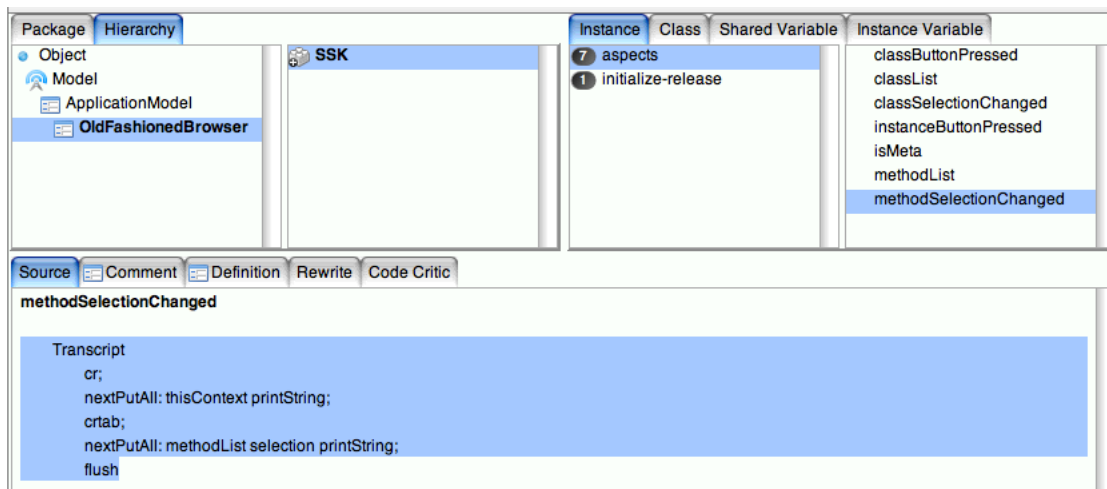 Package Hierarchy
Object
Model
ApplicationModel
OldFashionedBrowser
SSK
Instance Class Shared Variable Instance Variable
7 aspects
1 initialize-release
classButtonPressed
classList
classSelectionChanged
instanceButtonPressed
isMeta
methodList
methodSelectionChanged
Source Comment Definition Rewrite Code Critic
methodSelectionChanged
Transcript
cr;
nextPutAll: thisContext printString;
crtab;
nextPutAll: methodList selection printString;
flush